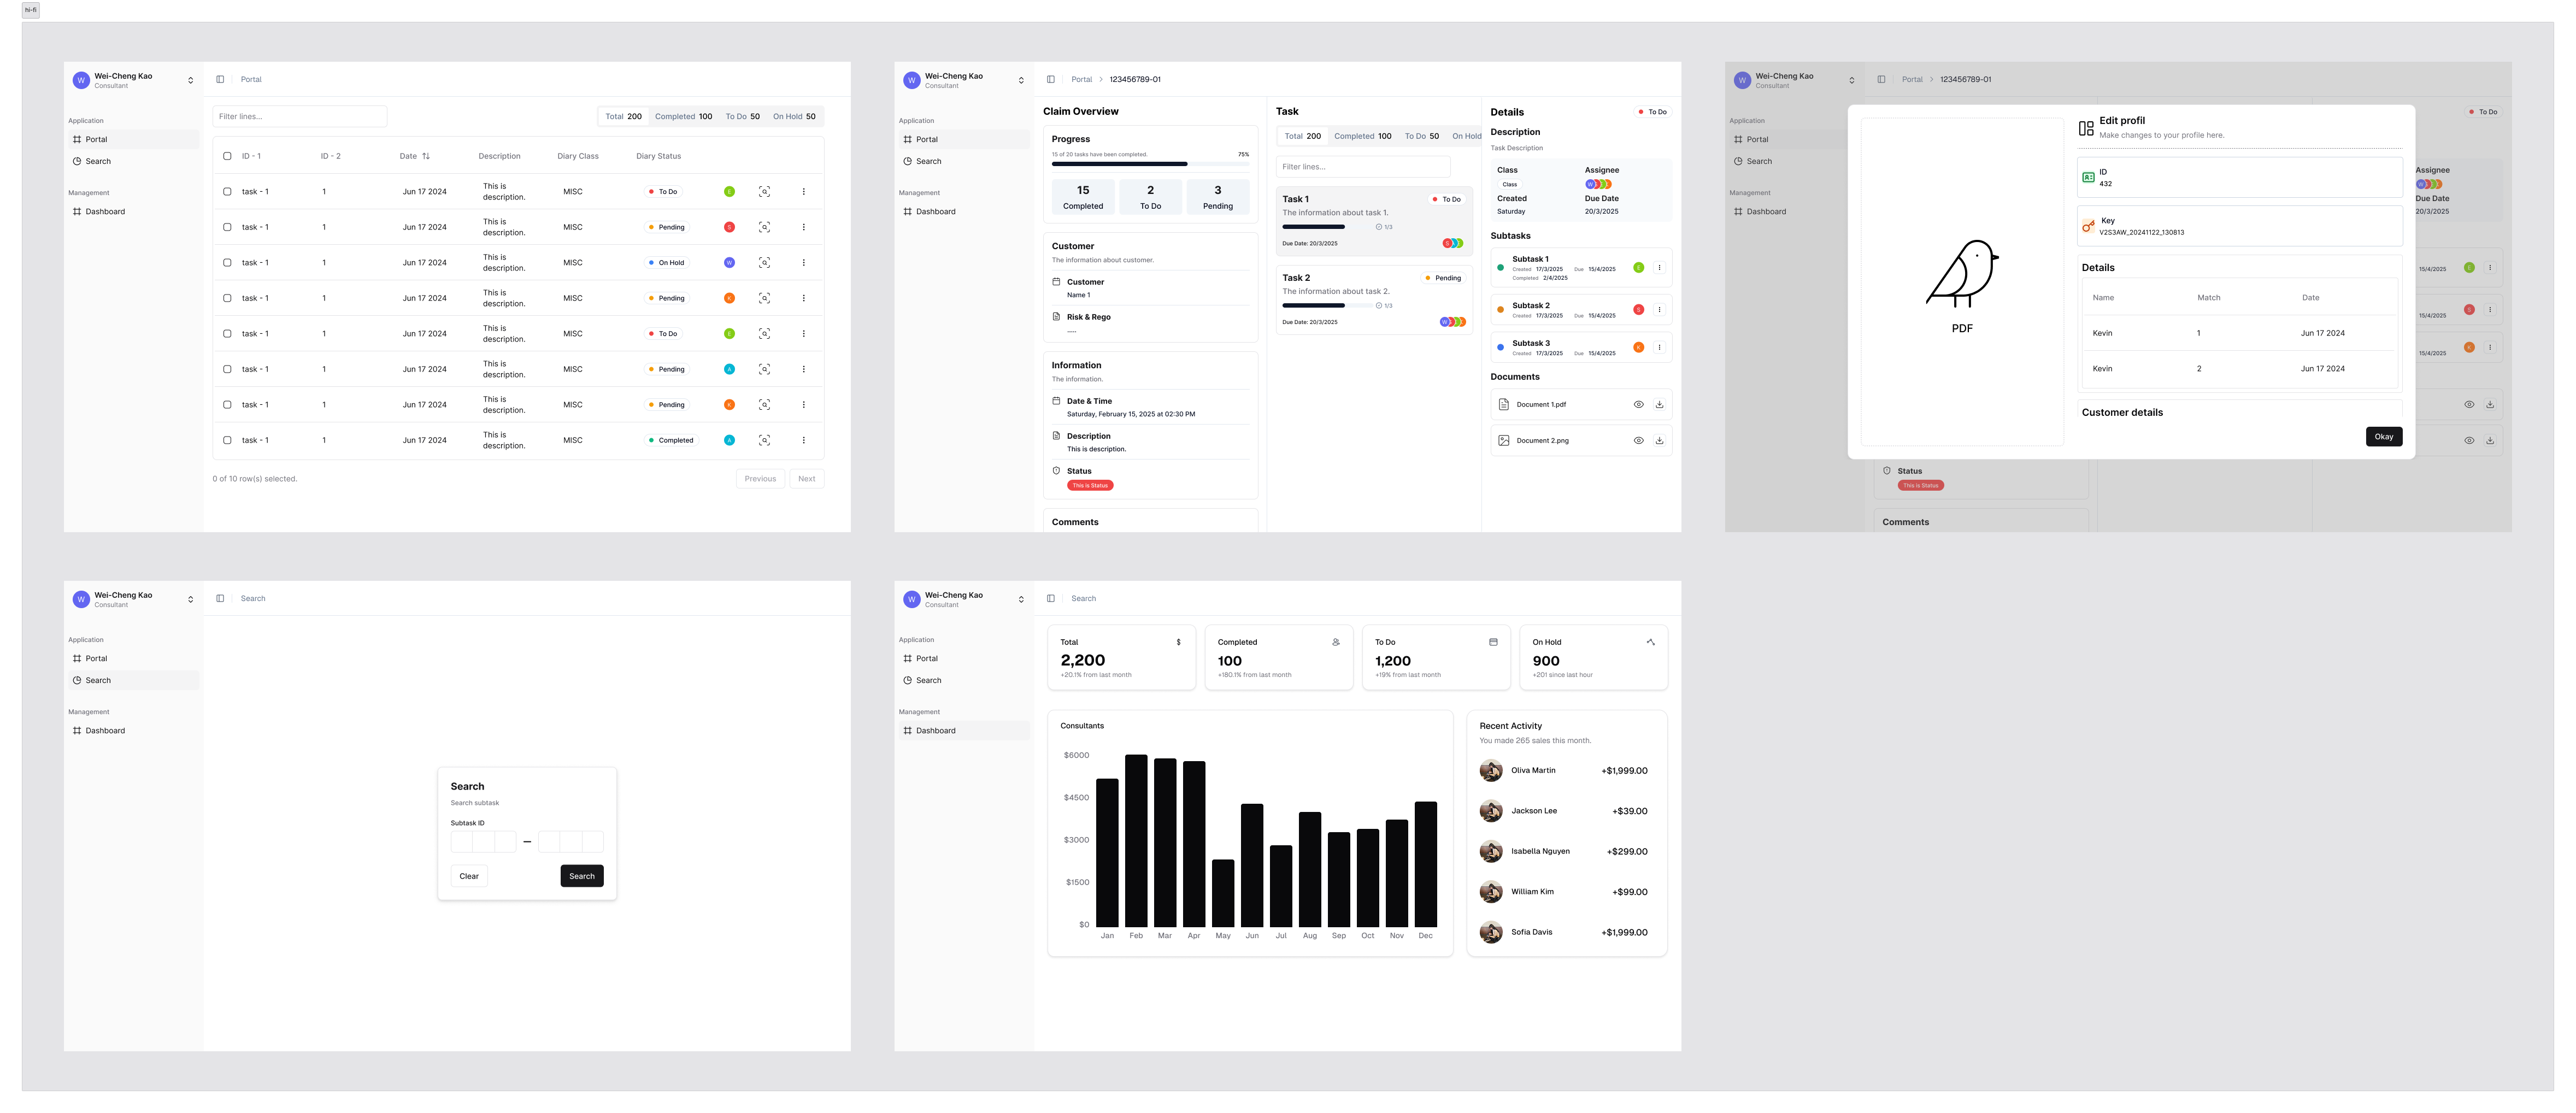 hi-fi
W
Wei-Cheng Kao
Consultant
Application
Portal
Search
Management
Dashboard
Portal
Filter lines...
Total 200 Completed 100 To Do 50 On Hold 50
ID - 1 ID - 2 Date Description Diary Class Diary Status
task - 1 1 Jun 17 2024 This is description. MISC To Do E
task - 1 1 Jun 17 2024 This is description. MISC Pending S
task - 1 1 Jun 17 2024 This is description. MISC On Hold W
task - 1 1 Jun 17 2024 This is description. MISC Pending K
task - 1 1 Jun 17 2024 This is description. MISC To Do E
task - 1 1 Jun 17 2024 This is description. MISC Pending A
task - 1 1 Jun 17 2024 This is description. MISC Pending K
task - 1 1 Jun 17 2024 This is description. MISC Completed A
0 of 10 row(s) selected.
Previous Next
W
Wei-Cheng Kao
Consultant
Application
Portal
Search
Management
Dashboard
Portal > 123456789-01
Claim Overview
Progress
15 of 20 tasks have been completed. 75%
15 2 3
Completed To Do Pending
Customer
The information about customer.
Customer
Name 1
Risk & Rego
....
Information
The information.
Date & Time
Saturday, February 15, 2025 at 02:30 PM
Description
This is description.
Status
This is Status
Comments
Task
Total 200 Completed 100 To Do 50 On Hold
Filter lines...
Task 1 To Do
The information about task 1.
1/3
Due Date: 20/3/2025
Task 2 Pending
The information about task 2.
1/3
Due Date: 20/3/2025
Details To Do
Description
Task Description
Class Assignee
Class
Created Due Date
Saturday 20/3/2025
Subtasks
Subtask 1
Created 17/3/2025 Due 15/4/2025 E
Completed 2/4/2025
Subtask 2
Created 17/3/2025 Due 15/4/2025 S
Subtask 3
Created 17/3/2025 Due 15/4/2025 K
Documents
Document 1.pdf
Document 2.png
W
Wei-Cheng Kao
Consultant
Application
Portal
Search
Management
Dashboard
Portal > 123456789-01
To Do
Assignee
Due Date
20/3/2025
15/4/2025 E
15/4/2025 S
15/4/2025 K
Status
This is Status
Comments
PDF
Edit profil
Make changes to your profile here.
ID
432
Key
V2S3AW_20241122_130813
Details
Name Match Date
Kevin 1 Jun 17 2024
Kevin 2 Jun 17 2024
Customer details
Okay
W
Wei-Cheng Kao
Consultant
Application
Portal
Search
Management
Dashboard
Search
Search
Search subtask
Subtask ID
Clear Search
W
Wei-Cheng Kao
Consultant
Application
Portal
Search
Management
Dashboard
Search
Total $
2,200
+20.1% from last month
Completed
100
+180.1% from last month
To Do
1,200
+19% from last month
On Hold
900
+201 since last hour
Consultants
$6000
$4500
$3000
$1500
$0
Jan Feb Mar Apr May Jun Jul Aug Sep Oct Nov Dec
Recent Activity
You made 265 sales this month.
Oliva Martin +$1,999.00
Jackson Lee +$39.00
Isabella Nguyen +$299.00
William Kim +$99.00
Sofia Davis +$1,999.00